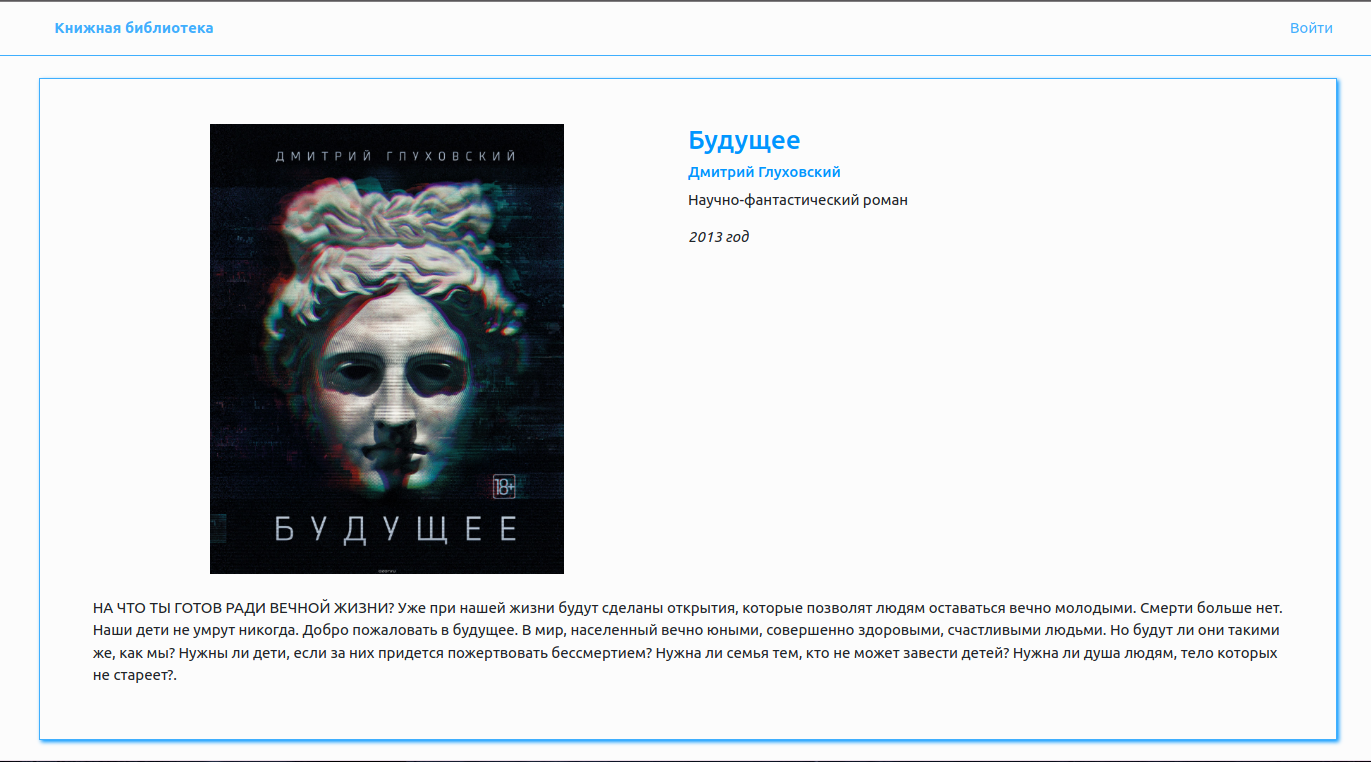 Книжная библиотека
Войти
ДМИТРИЙ ГЛУХОВСКИЙ
18+
БУДУЩЕЕ
Будущее
Дмитрий Глуховский
Научно-фантастический роман
2013 год
НА ЧТО ТЫ ГОТОВ РАДИ ВЕЧНОЙ ЖИЗНИ? Уже при нашей жизни будут сделаны открытия, которые позволят людям оставаться вечно молодыми. Смерти больше нет.
Наши дети не умрут никогда. Добро пожаловать в будущее. В мир, населенный вечно юными, совершенно здоровыми, счастливыми людьми. Но будут ли они такими
же, как мы? Нужны ли дети, если за них придется пожертвовать бессмертием? Нужна ли семья тем, кто не может завести детей? Нужна ли душа людям, тело которых
не стареет?.